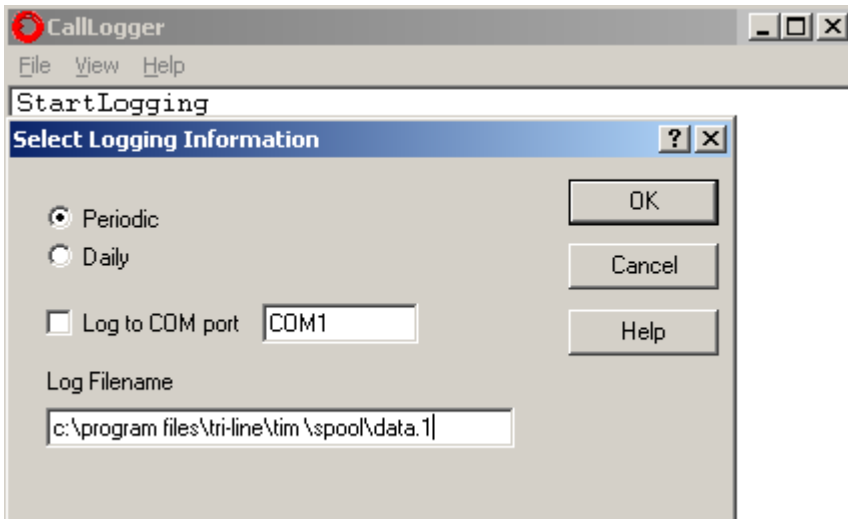 CallLogger
File View Help
StartLogging
Select Logging Information
Periodic
OK
Daily
Cancel
Log to COM port COM1
Help
Log Filename
c:\program files\tri-line\tim \spool\data.1